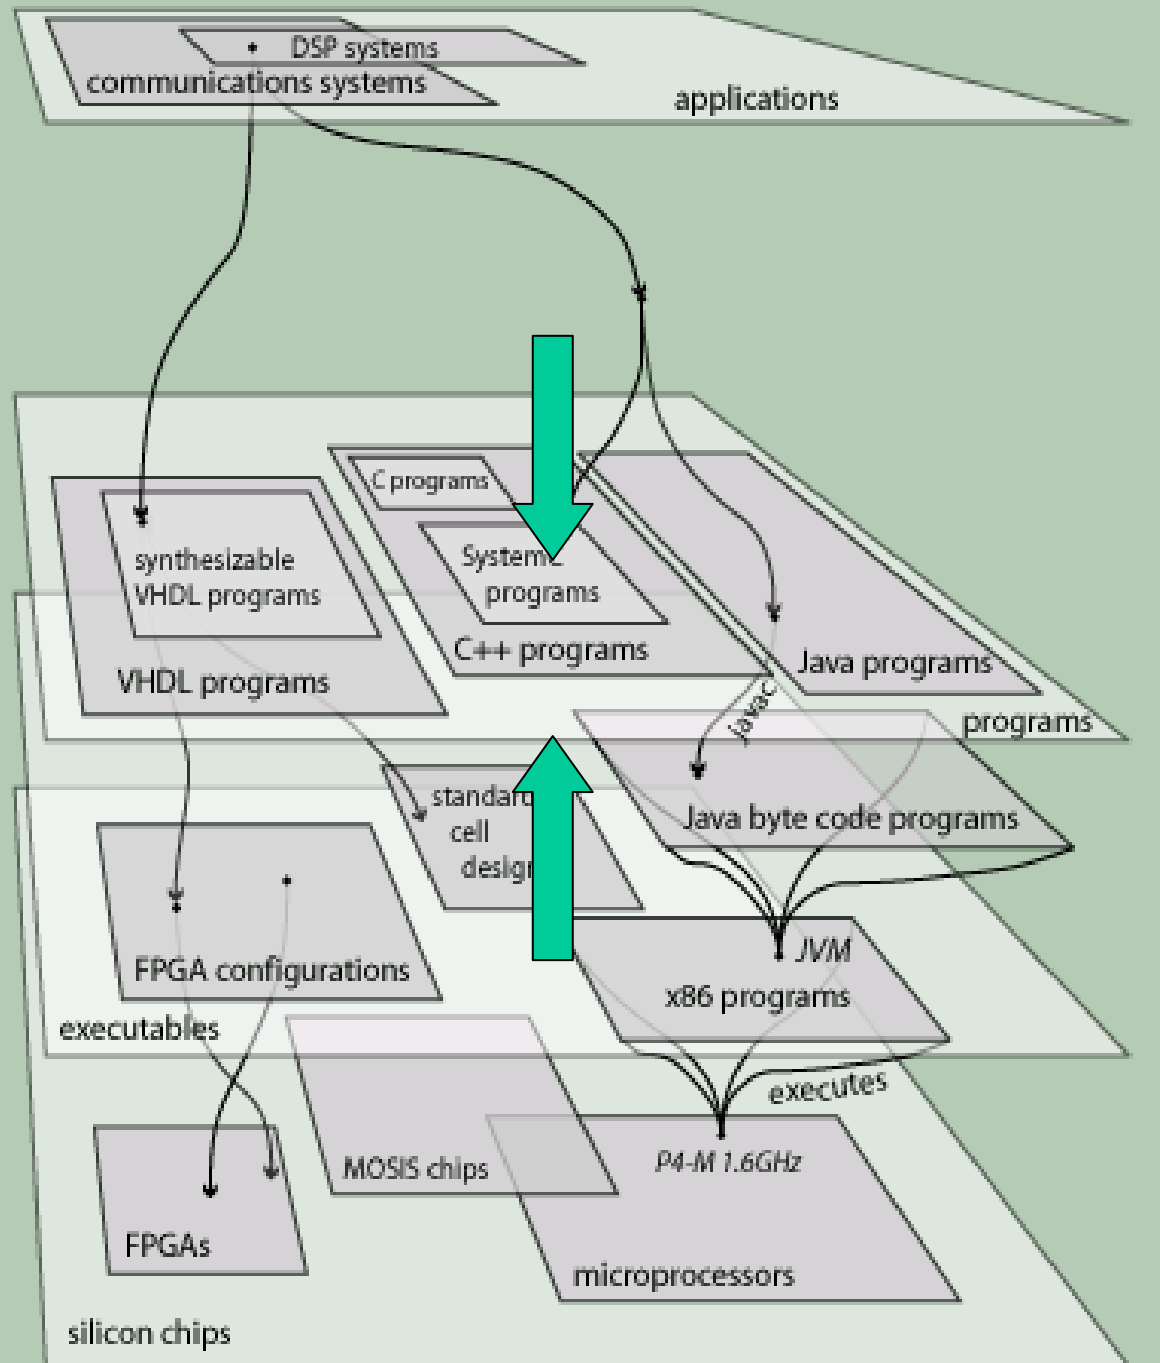 DSP systems
communications systems
applications
C programs
synthesizable
VHDL programs
SystemC
programs
C++ programs
Java programs
VHDL programs
programs
javac
standard
cell
design
Java byte code programs
JVM
FPGA configurations
x86 programs
executables
executes
MOSIS chips
P4-M 1.6GHz
FPGAs
microprocessors
silicon chips